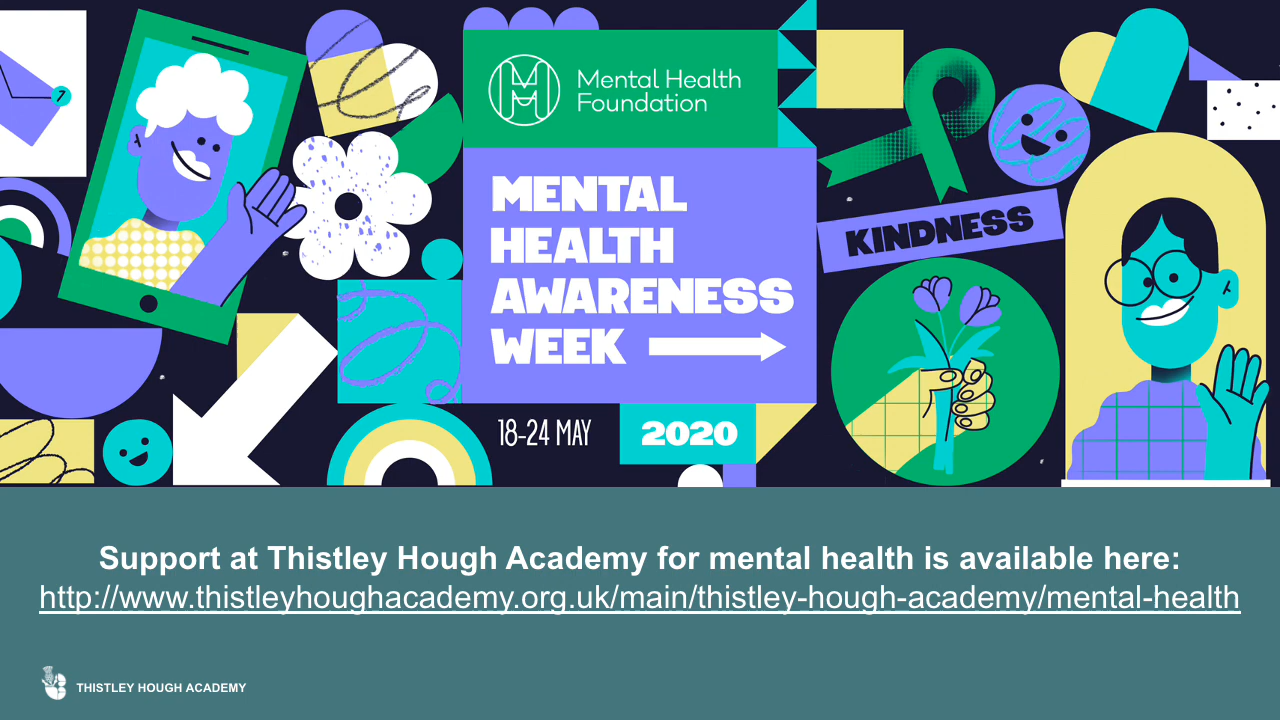 Mental Health
Foundation
MENTAL
HEALTH
AWARENESS
WEEK
18-24 MAY
2020
KINDNESS
Support at Thistley Hough Academy for mental health is available here:
http://www.thistleyhoughacademy.org.uk/main/thistley-hough-academy/mental-health
THISTLEY HOUGH ACADEMY